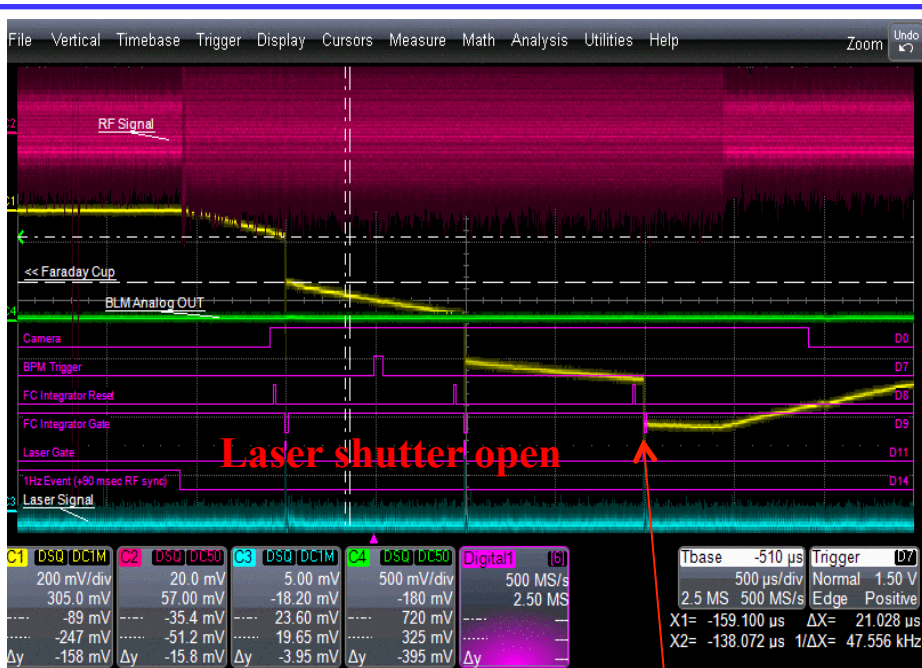 File Vertical Timebase Trigger Display Cursors Measure Math Analysis Utilities Help Zoom Undo
C2
RF Signal
C1
<< Faraday Cup
BLM Analog OUT
C4
Camera D0
BPM Trigger D7
FC Integrator Reset D8
FC Integrator Gate D9
Laser Gate D11
Laser shutter open
1Hz Event (+90 msec RF sync) D14
C3
Laser Signal
C1 DSQ DC1M C2 DSQ DC50 C3 DSQ DC1M C4 DSQ DC50 Digital1 [6] Tbase -510 µs Trigger D7
200 mV/div 20.0 mV 5.00 mV 500 mV/div 500 MS/s 500 µs/div Normal 1.50 V
305.0 mV 57.00 mV -18.20 mV -180 mV 2.50 MS 2.5 MS 500 MS/s Edge Positive
-89 mV -35.4 mV 23.60 mV 720 mV X1= -159.100 µs ΔX= 21.028 µs
-247 mV -51.2 mV 19.65 mV 325 mV X2= -138.072 µs 1/ΔX= 47.556 kHz
Δy -158 mV Δy -15.8 mV Δy -3.95 mV Δy -395 mV Δy